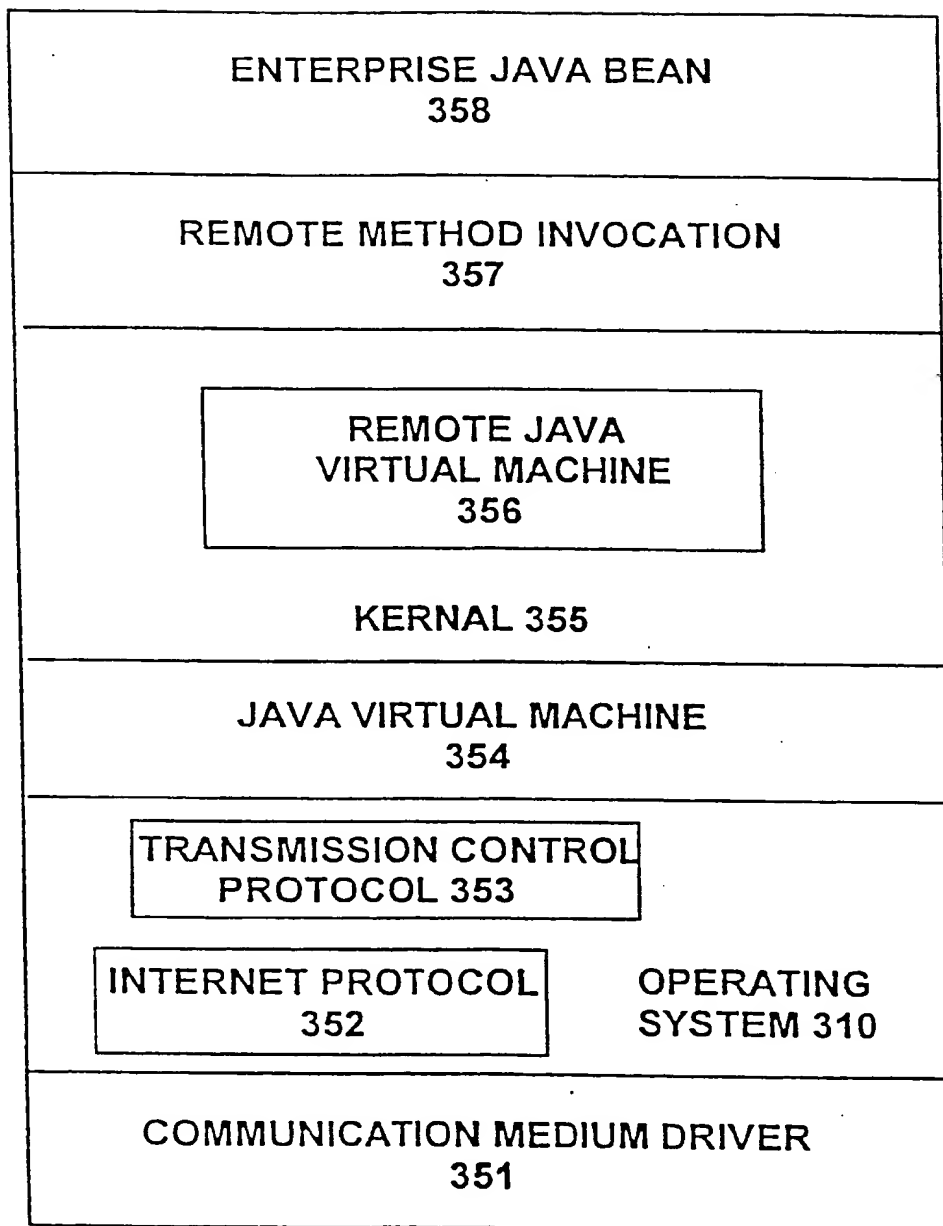 ENTERPRISE JAVA BEAN
358
REMOTE METHOD INVOCATION
357
REMOTE JAVA
VIRTUAL MACHINE
356
KERNAL 355
JAVA VIRTUAL MACHINE
354
TRANSMISSION CONTROL
PROTOCOL 353
INTERNET PROTOCOL
352
OPERATING
SYSTEM 310
COMMUNICATION MEDIUM DRIVER
351